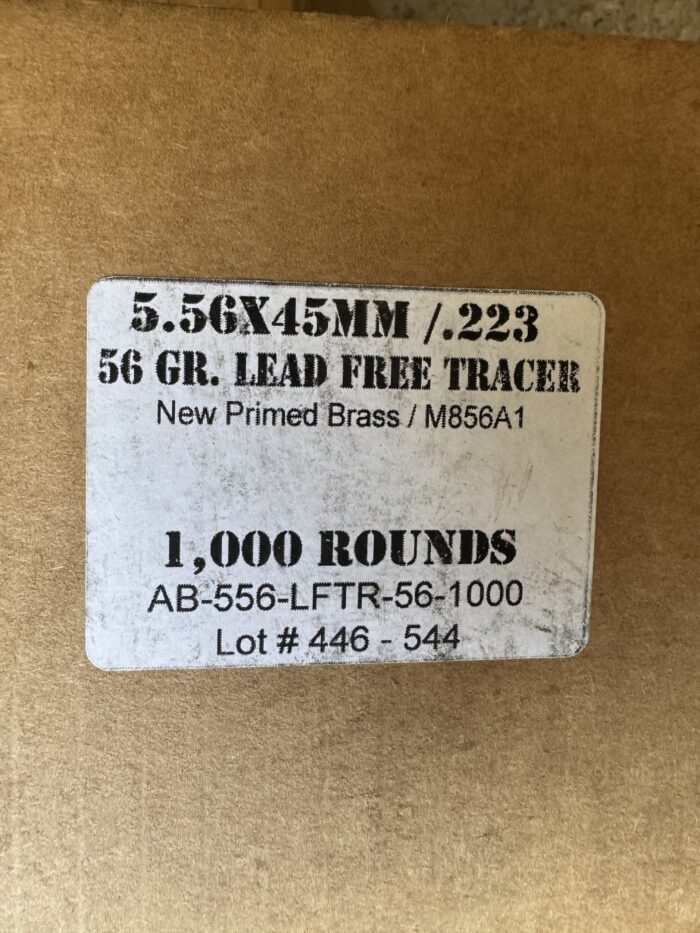 5.56X45MM /.223
56 GR. LEAD FREE TRACER
New Primed Brass / M856A1
1,000 ROUNDS
AB-556-LFTR-56-1000
Lot # 446 - 544